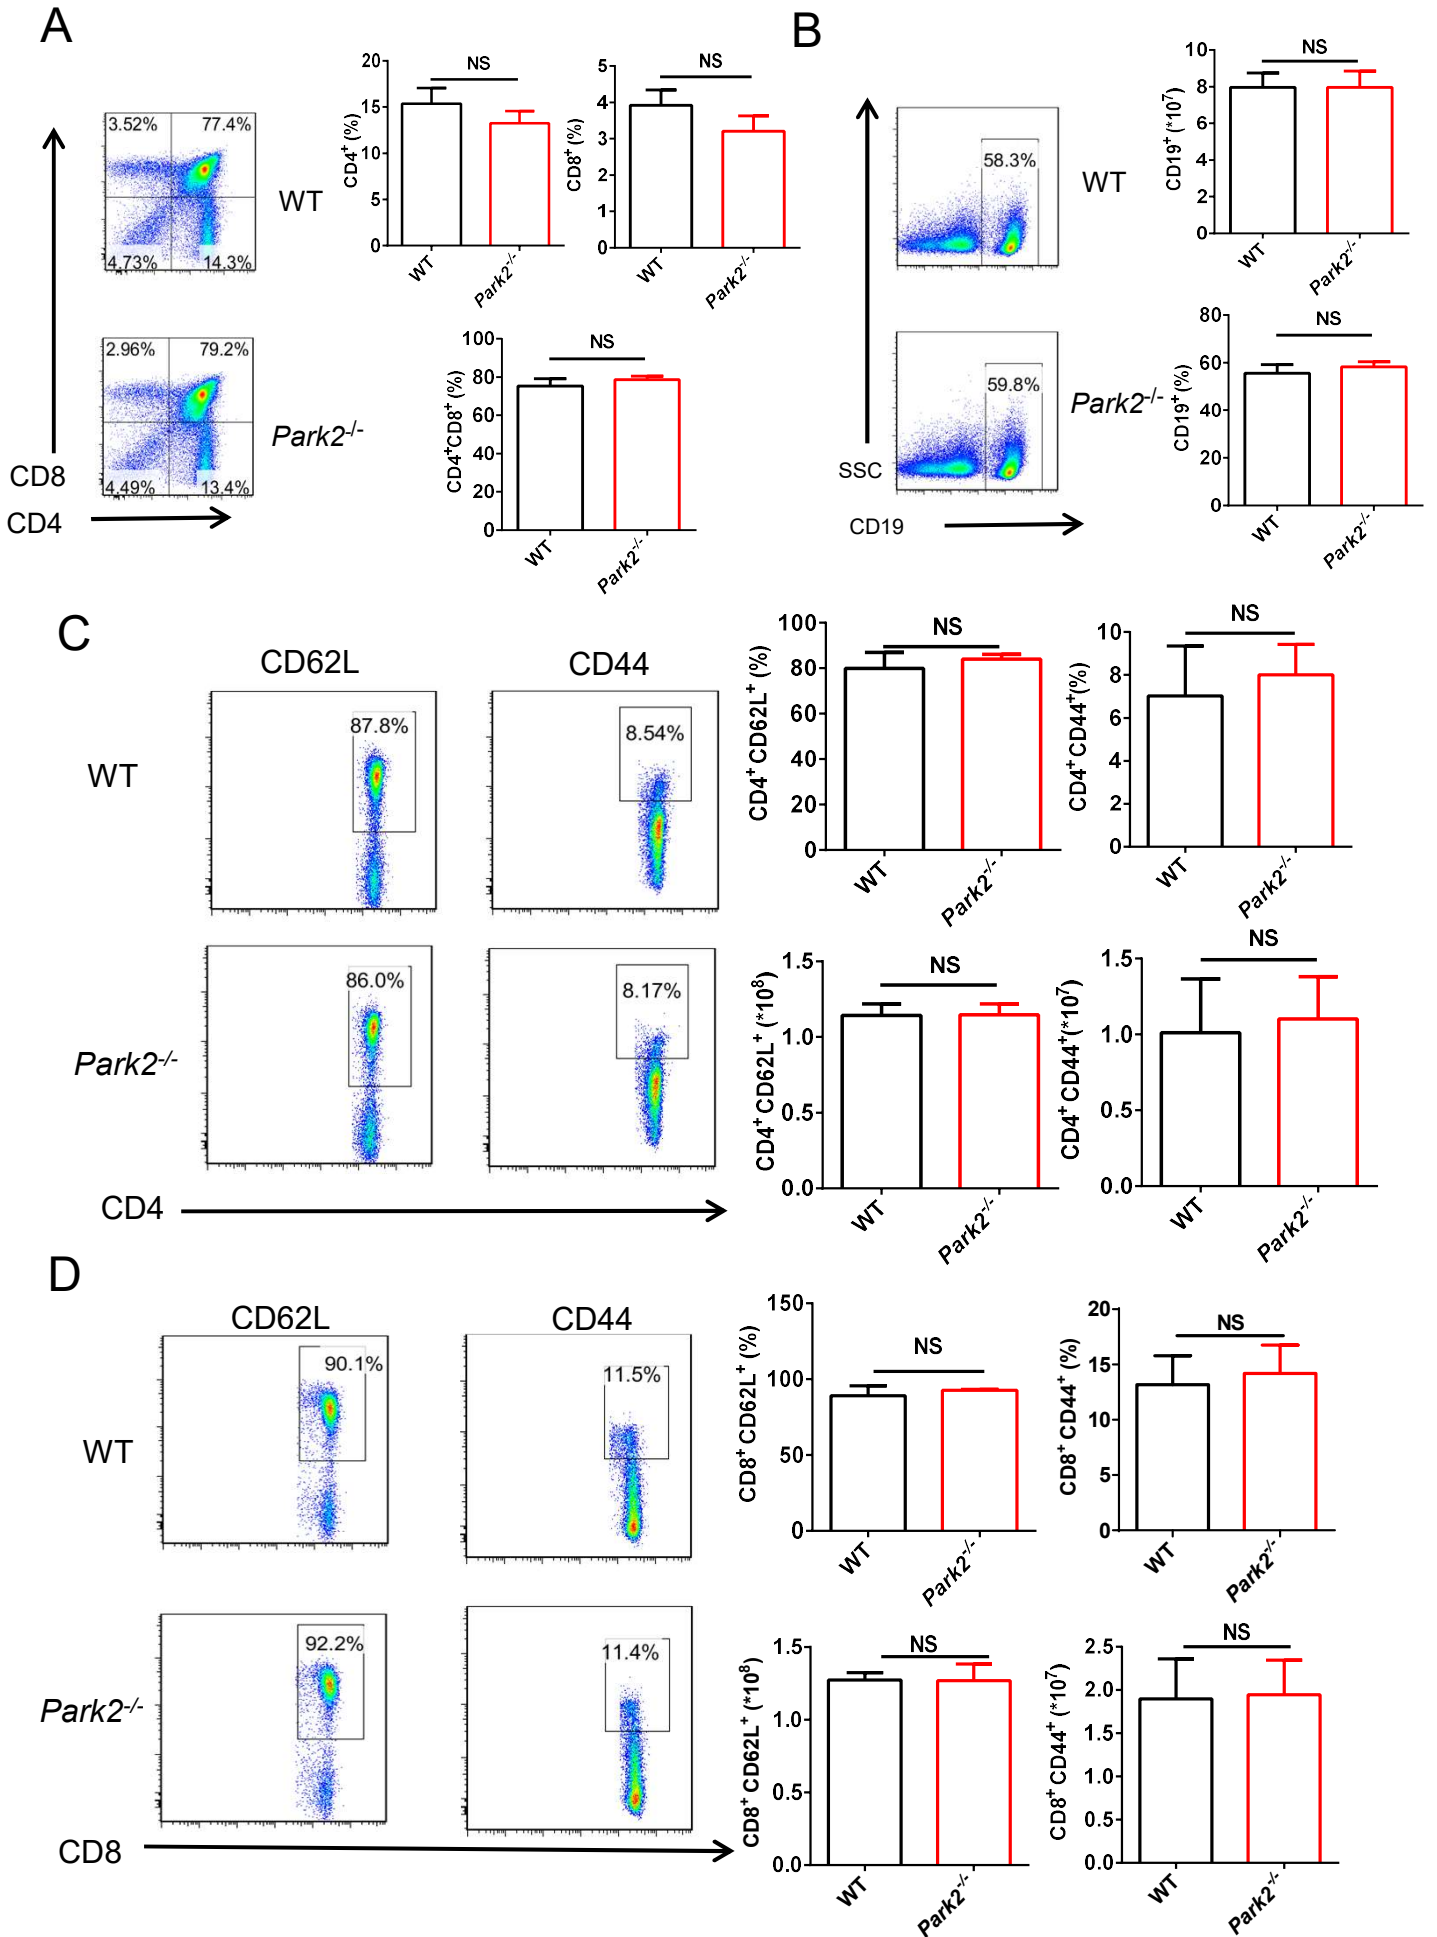 A
3.52% 77.4%
4.73% 14.3%
WT
2.96% 79.2%
4.49% 13.4%
Park2-/-
CD8
CD4
CD4+ (%)
20
15
10
5
0
NS
WT Park2-/-
CD8+ (%)
5
4
3
2
1
0
NS
WT Park2-/-
CD4+CD8+ (%)
100
80
60
40
20
0
NS
WT Park2-/-
B
58.3%
WT
59.8%
Park2-/-
SSC
CD19
CD19+ (*107)
10
8
6
4
2
0
NS
WT Park2-/-
CD19+ (%)
80
60
40
20
0
NS
WT Park2-/-
C
CD62L CD44
WT
87.8% 8.54%
Park2-/-
86.0% 8.17%
CD4
CD4+ CD62L+ (%)
100
80
60
40
20
0
NS
WT Park2-/-
CD4+ CD44+(%)
10
8
6
4
2
0
NS
WT Park2-/-
CD4+ CD62L+ (*108)
1.5
1.0
0.5
0.0
NS
WT Park2-/-
CD4+ CD44+(*107)
1.5
1.0
0.5
0.0
NS
WT Park2-/-
D
CD62L CD44
WT
90.1% 11.5%
Park2-/-
92.2% 11.4%
CD8
CD8+ CD62L+ (%)
150
100
50
0
NS
WT Park2-/-
CD8+ CD44+ (%)
20
15
10
5
0
NS
WT Park2-/-
CD8+ CD62L+ (*108)
1.5
1.0
0.5
0.0
NS
WT Park2-/-
CD8+ CD44+ (*107)
2.5
2.0
1.5
1.0
0.5
0.0
NS
WT Park2-/-